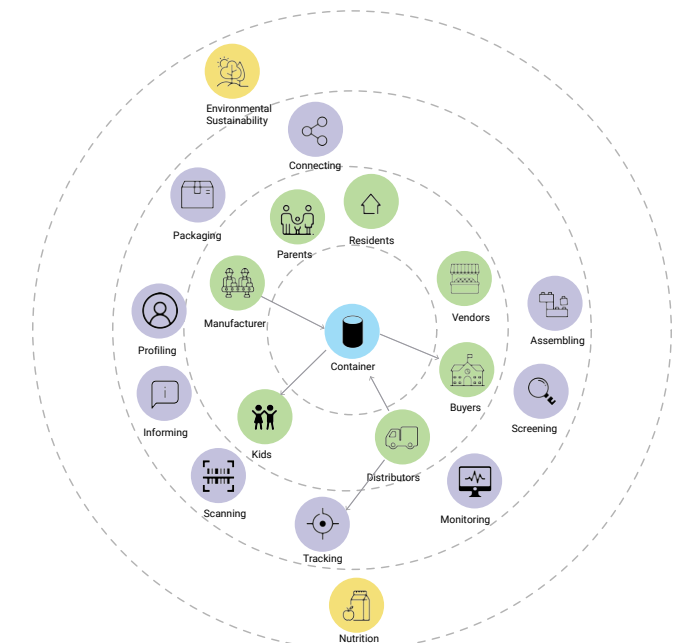 Environmental
Sustainability
Connecting
Packaging
Parents
Residents
Manufacturer
Vendors
Assembling
Profiling
Container
Buyers
Informing
Screening
Kids
Distributors
Scanning
Monitoring
Tracking
Nutrition
i